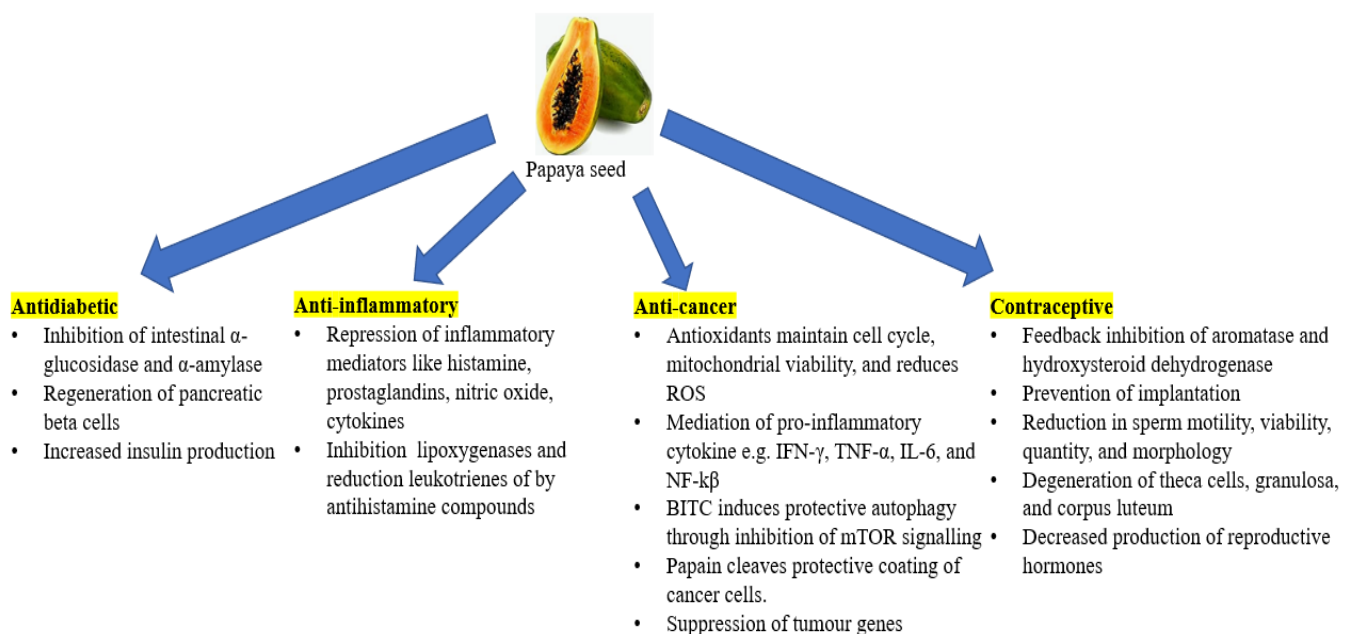 Papaya seed
Antidiabetic
• Inhibition of intestinal α-
glucosidase and α-amylase
• Regeneration of pancreatic
beta cells
• Increased insulin production
Anti-inflammatory
• Repression of inflammatory
mediators like histamine,
prostaglandins, nitric oxide,
cytokines
• Inhibition lipoxygenases and
reduction leukotrienes of by
antihistamine compounds
Anti-cancer
• Antioxidants maintain cell cycle,
mitochondrial viability, and reduces
ROS
• Mediation of pro-inflammatory
cytokine e.g. IFN-γ, TNF-α, IL-6, and
NF-kβ
• BITC induces protective autophagy
through inhibition of mTOR signalling
• Papain cleaves protective coating of
cancer cells.
• Suppression of tumour genes
Contraceptive
• Feedback inhibition of aromatase and
hydroxysteroid dehydrogenase
• Prevention of implantation
• Reduction in sperm motility, viability,
quantity, and morphology
• Degeneration of theca cells, granulosa,
and corpus luteum
• Decreased production of reproductive
hormones